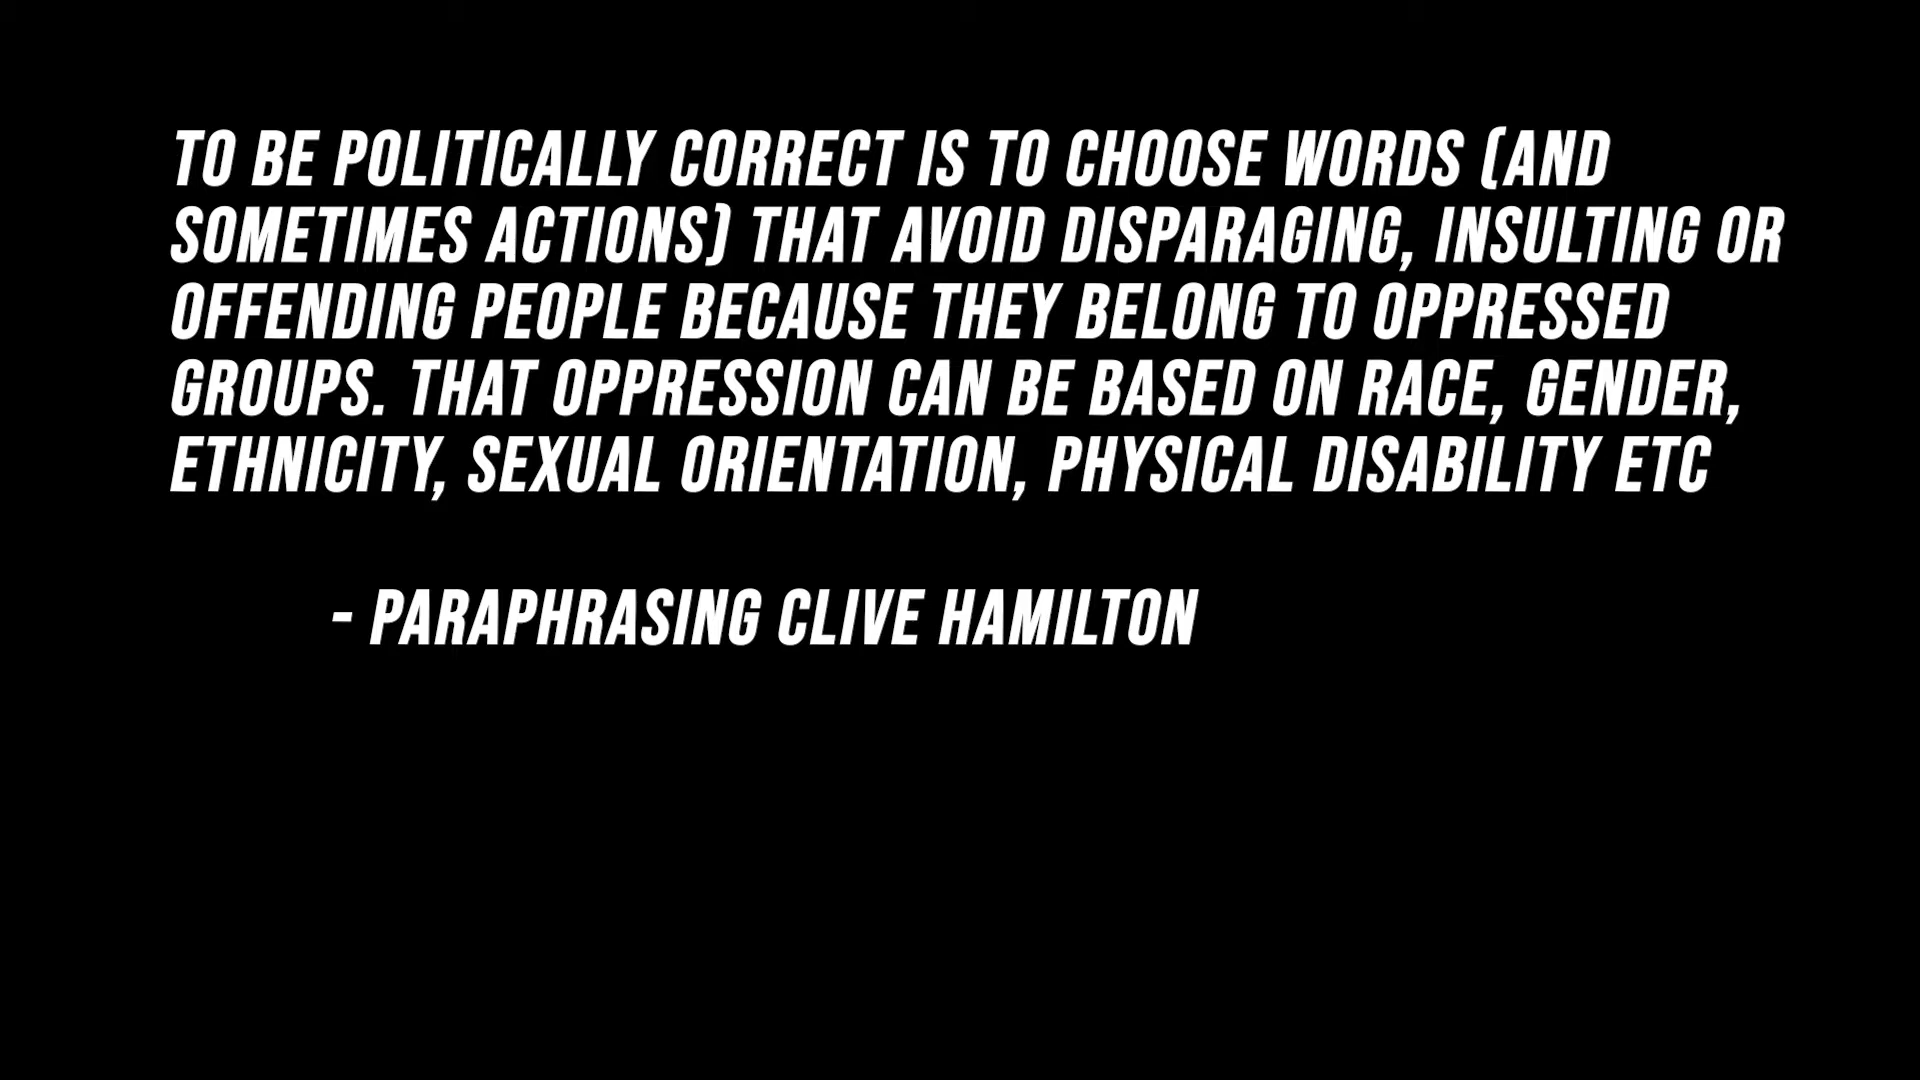 TO BE POLITICALLY CORRECT IS TO CHOOSE WORDS (AND
SOMETIMES ACTIONS) THAT AVOID DISPARAGING, INSULTING OR
OFFENDING PEOPLE BECAUSE THEY BELONG TO OPPRESSED
GROUPS. THAT OPPRESSION CAN BE BASED ON RACE, GENDER,
ETHNICITY, SEXUAL ORIENTATION, PHYSICAL DISABILITY ETC
- PARAPHRASING CLIVE HAMILTON